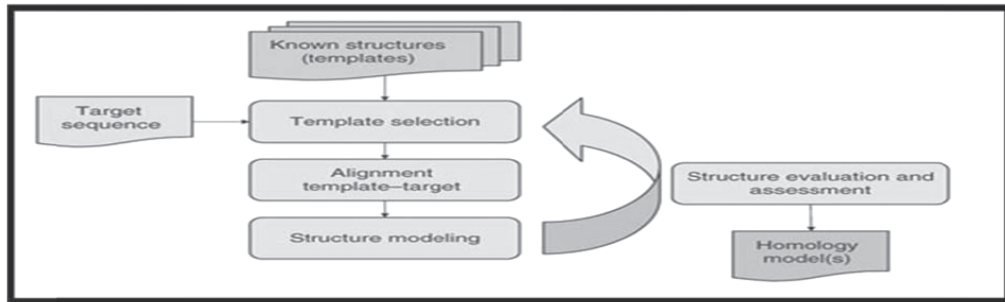 Known structures
(templates)
Target
sequence
Template selection
Alignment
template–target
Structure modeling
Structure evaluation and
assessment
Homology
model(s)